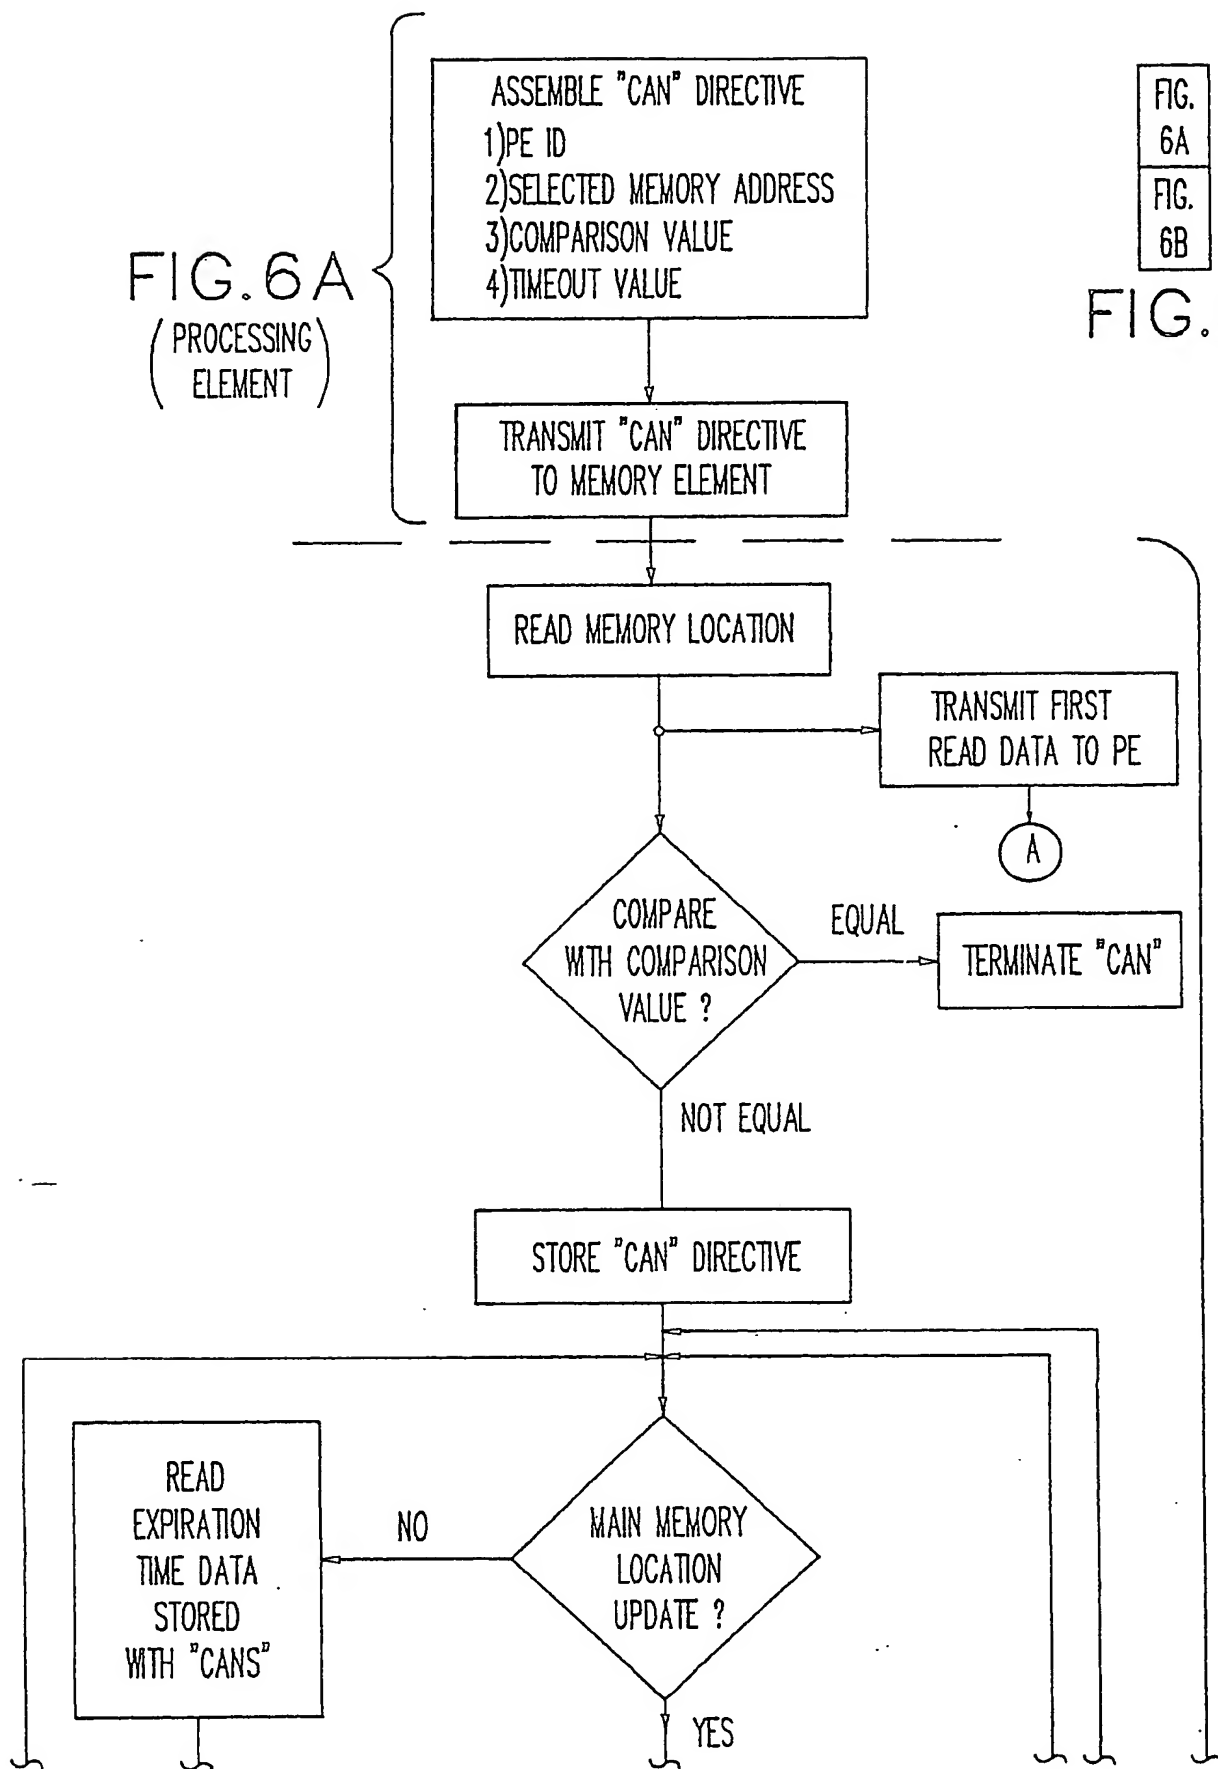 ASSEMBLE "CAN" DIRECTIVE
1)PE ID
2)SELECTED MEMORY ADDRESS
3)COMPARISON VALUE
4)TIMEOUT VALUE
FIG.
6A
FIG.
6B
FIG.
FIG.6A
(PROCESSING
ELEMENT)
TRANSMIT "CAN" DIRECTIVE
TO MEMORY ELEMENT
READ MEMORY LOCATION
TRANSMIT FIRST
READ DATA TO PE
A
COMPARE
WITH COMPARISON
VALUE ?
EQUAL
TERMINATE "CAN"
NOT EQUAL
STORE "CAN" DIRECTIVE
READ
EXPIRATION
TIME DATA
STORED
WITH "CANS"
NO
MAIN MEMORY
LOCATION
UPDATE ?
YES